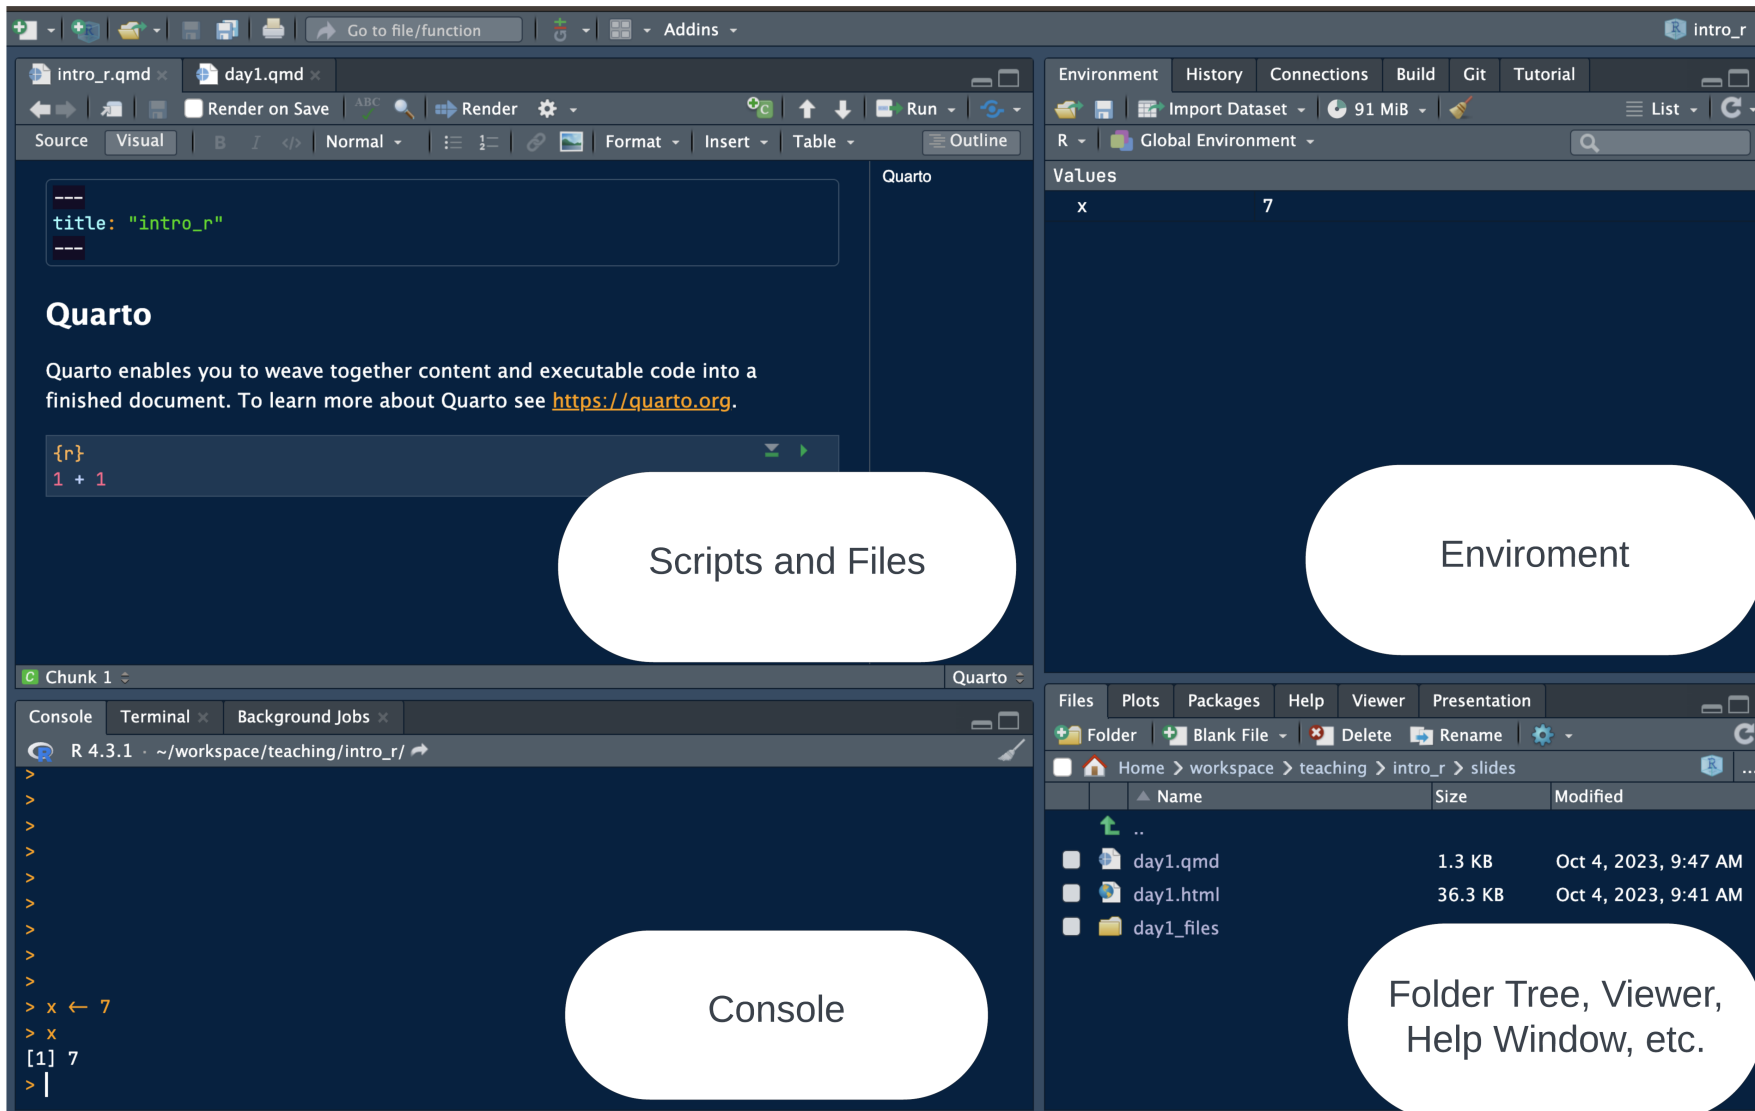 Go to file/function
Addins
intro_r
intro_r.qmd
day1.qmd
Render on Save
ABC
Render
Run
Source
Visual
B
I
</>
Normal
Format
Insert
Table
Outline
---
title: "intro_r"
---
Quarto
Quarto enables you to weave together content and executable code into a
finished document. To learn more about Quarto see https://quarto.org.
{r}
1 + 1
Quarto
Scripts and Files
Chunk 1
Quarto
Environment
History
Connections
Build
Git
Tutorial
Import Dataset
91 MiB
List
R
Global Environment
Values
x 7
Enviroment
Console
Terminal
Background Jobs
R 4.3.1 · ~/workspace/teaching/intro_r/
>
>
>
>
>
>
>
>
>
> x ← 7
> x
[1] 7
>
Console
Files
Plots
Packages
Help
Viewer
Presentation
Folder
Blank File
Delete
Rename
Home > workspace > teaching > intro_r > slides
...
Name Size Modified
..
day1.qmd 1.3 KB Oct 4, 2023, 9:47 AM
day1.html 36.3 KB Oct 4, 2023, 9:41 AM
day1_files
Folder Tree, Viewer,
Help Window, etc.